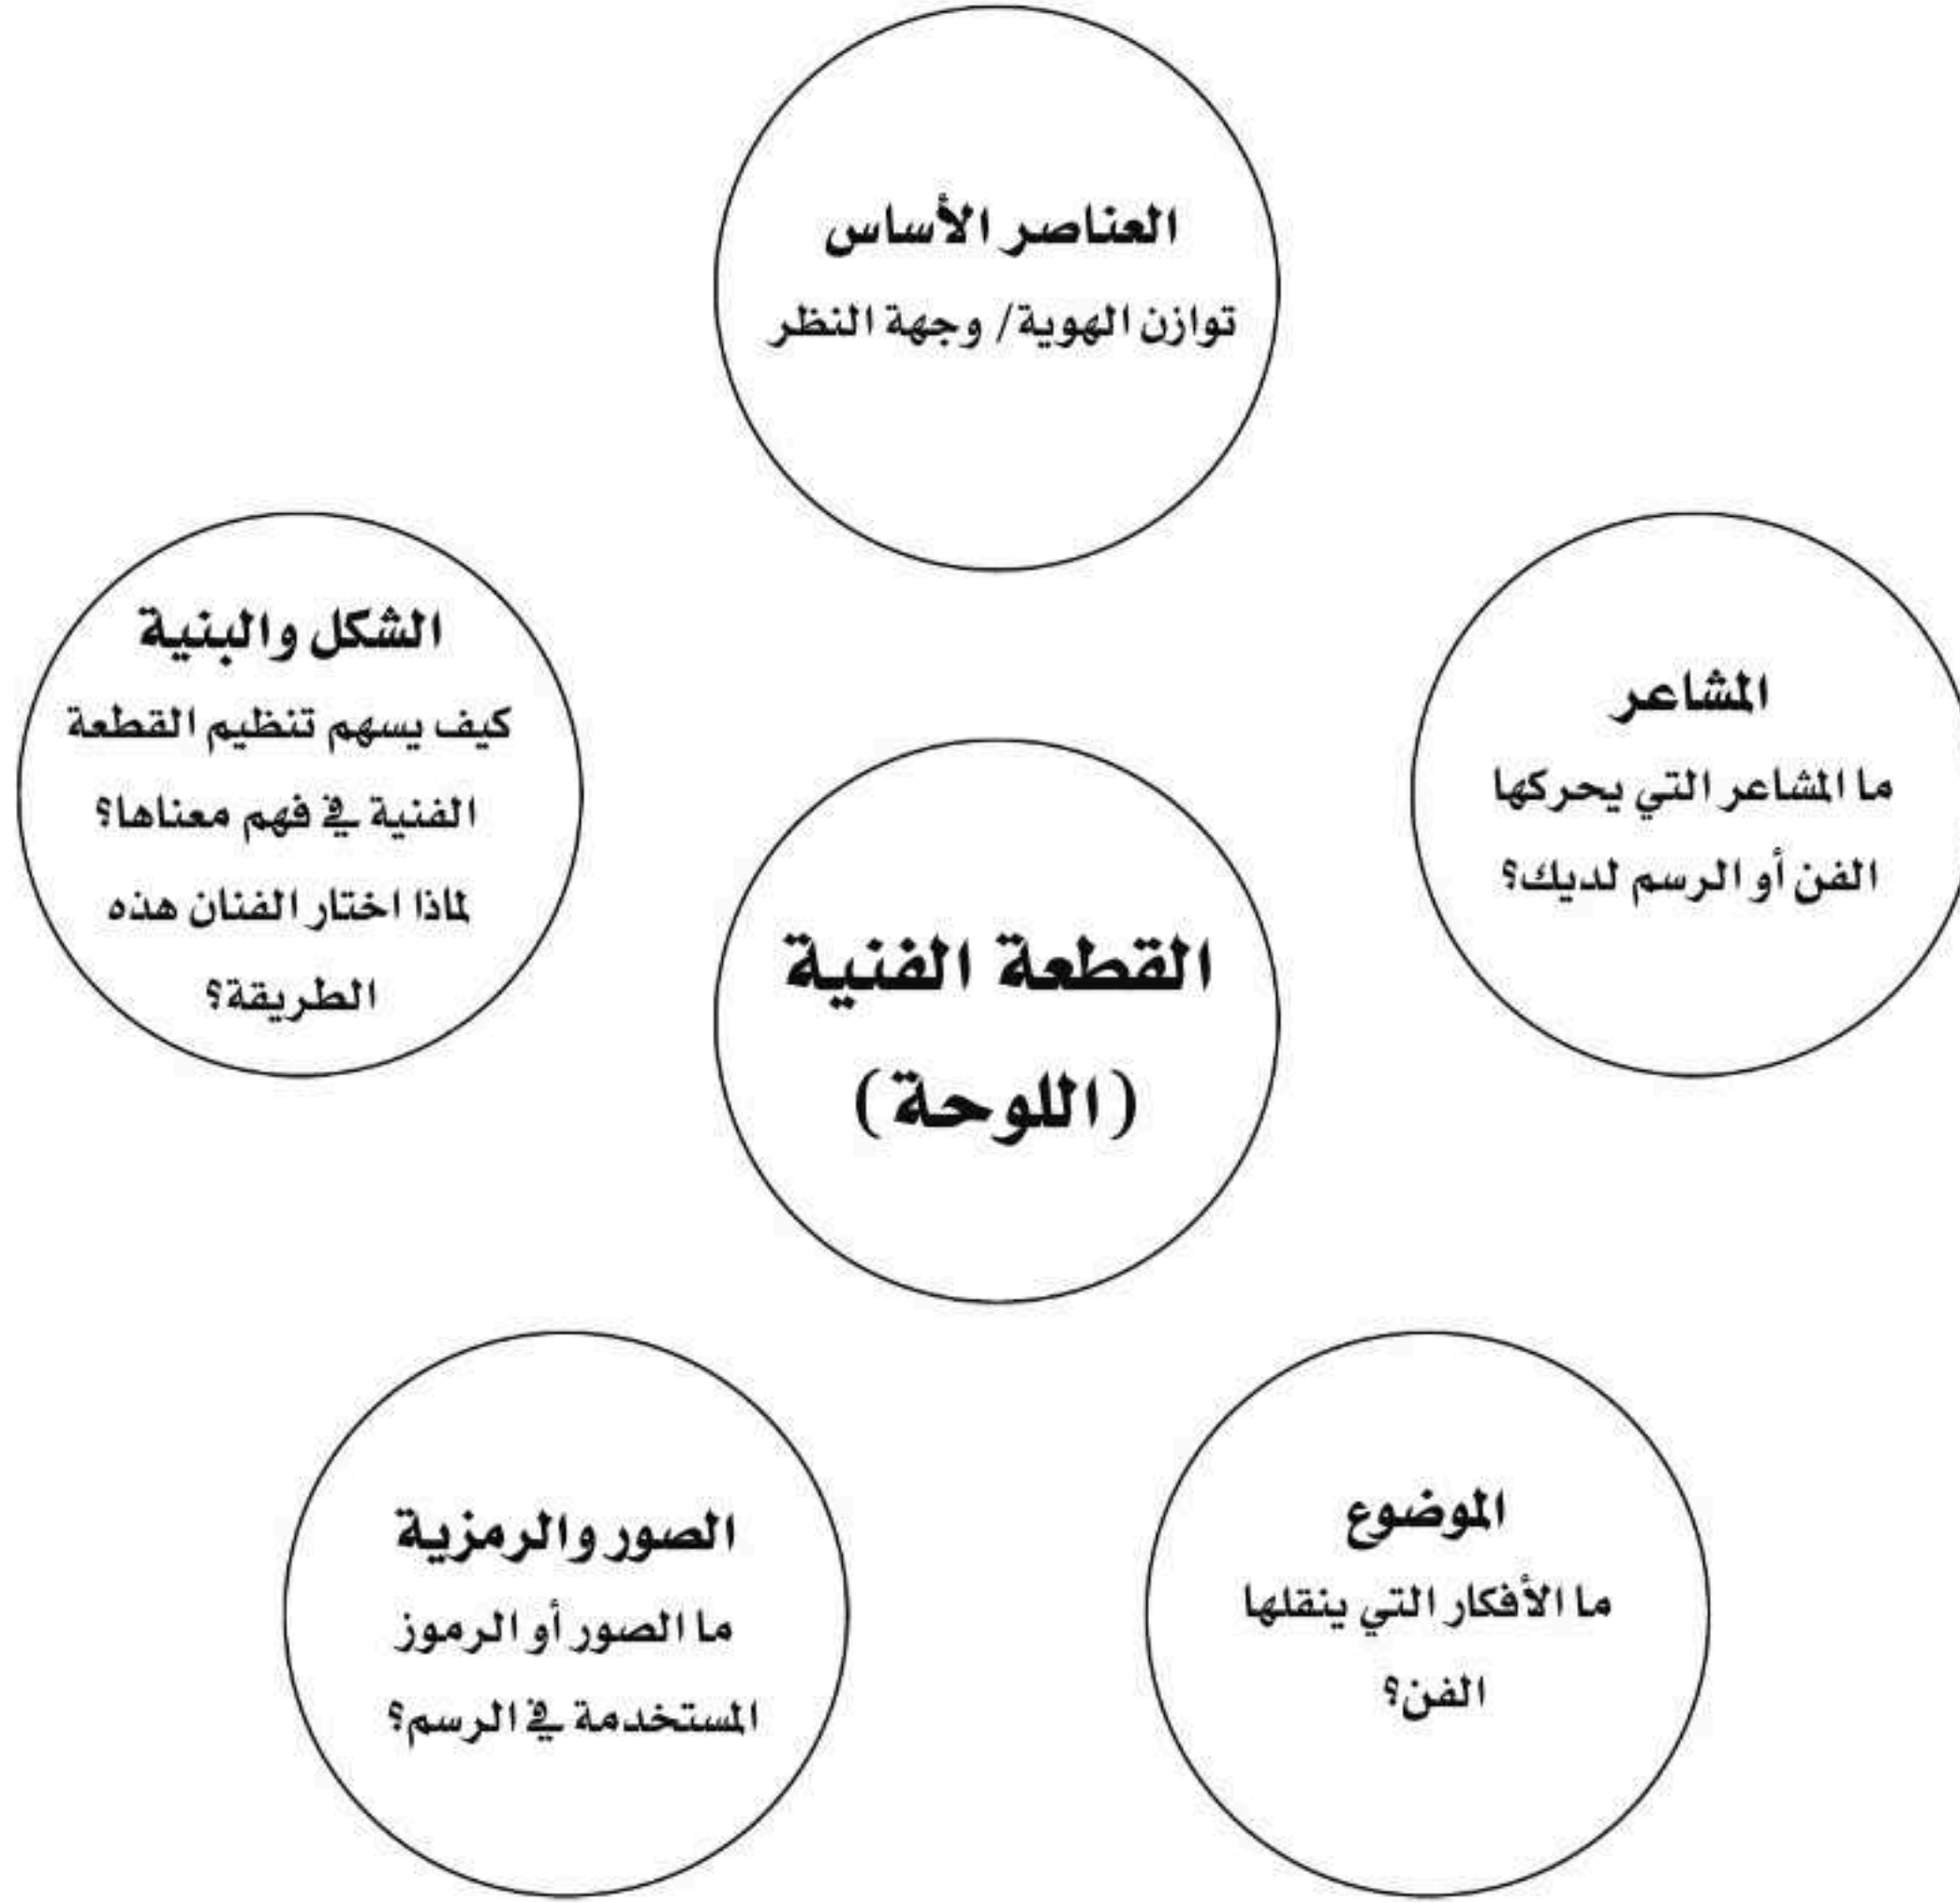 العناصر الأساس
توازن الهوية/ وجهة النظر
المشاعر
ما المشاعر التي يحركها
الفن أو الرسم لديك؟
الشكل والبنية
كيف يسهم تنظيم القطعة
الفنية في فهم معناها؟
لماذا اختار الفنان هذه
الطريقة؟
القطعة الفنية
(اللوحة)
الموضوع
ما الأفكار التي ينقلها
الفن؟
الصور والرمزية
ما الصور أو الرموز
المستخدمة في الرسم؟